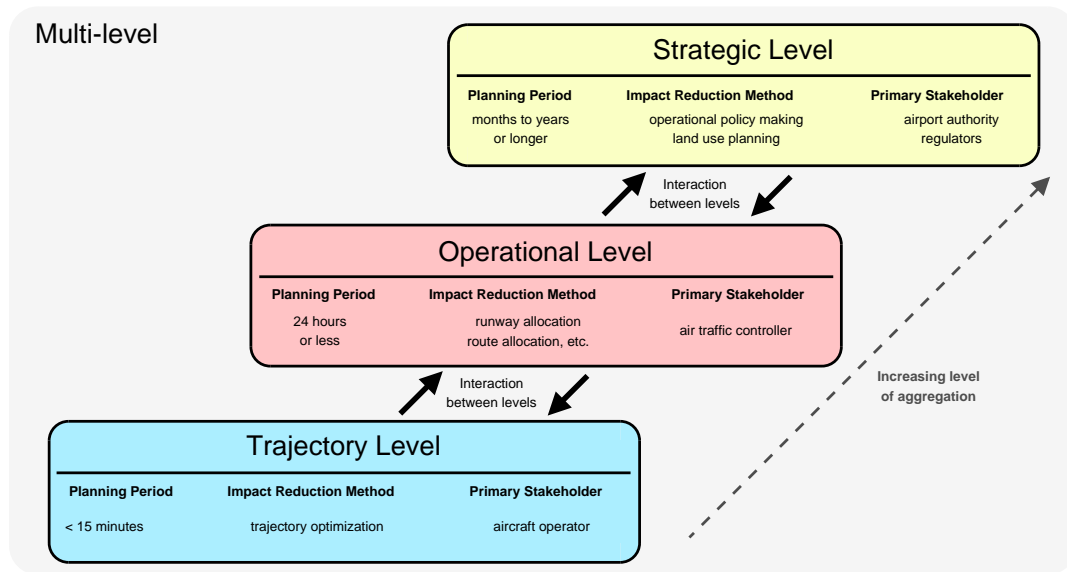 Multi-level
Strategic Level
Planning Period Impact Reduction Method Primary Stakeholder
months to years operational policy making airport authority
or longer land use planning regulators
Interaction
between levels
Operational Level
Planning Period Impact Reduction Method Primary Stakeholder
24 hours runway allocation
air traffic controller
or less route allocation, etc.
Increasing level
of aggregation
Interaction
between levels
Trajectory Level
Planning Period Impact Reduction Method Primary Stakeholder
< 15 minutes trajectory optimization aircraft operator